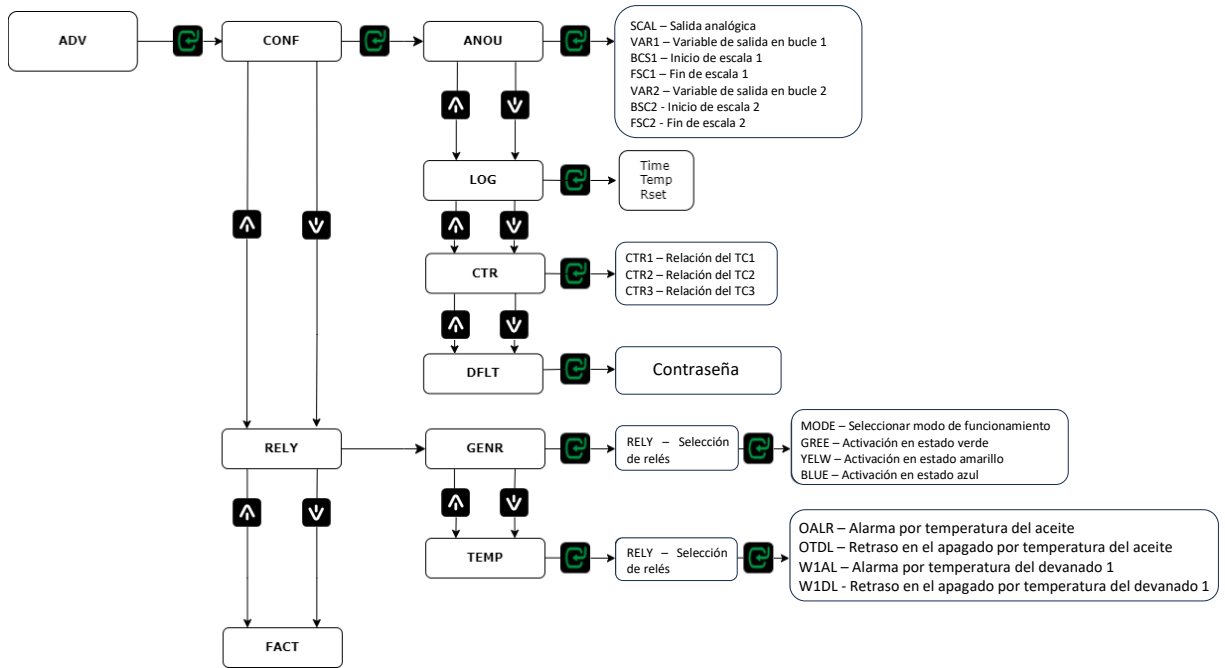 ADV
CONF
ANOU
SCAL – Salida analógica
VAR1 – Variable de salida en bucle 1
BCS1 – Inicio de escala 1
FSC1 – Fin de escala 1
VAR2 – Variable de salida en bucle 2
BSC2 - Inicio de escala 2
FSC2 - Fin de escala 2
LOG
Time
Temp
Rset
CTR
CTR1 – Relación del TC1
CTR2 – Relación del TC2
CTR3 – Relación del TC3
DFLT
Contraseña
RELY
GENR
RELY – Selección
de relés
MODE – Seleccionar modo de funcionamiento
GREE – Activación en estado verde
YELW – Activación en estado amarillo
BLUE – Activación en estado azul
TEMP
RELY – Selección
de relés
OALR – Alarma por temperatura del aceite
OTDL – Retraso en el apagado por temperatura del aceite
W1AL – Alarma por temperatura del devanado 1
W1DL - Retraso en el apagado por temperatura del devanado 1
FACT